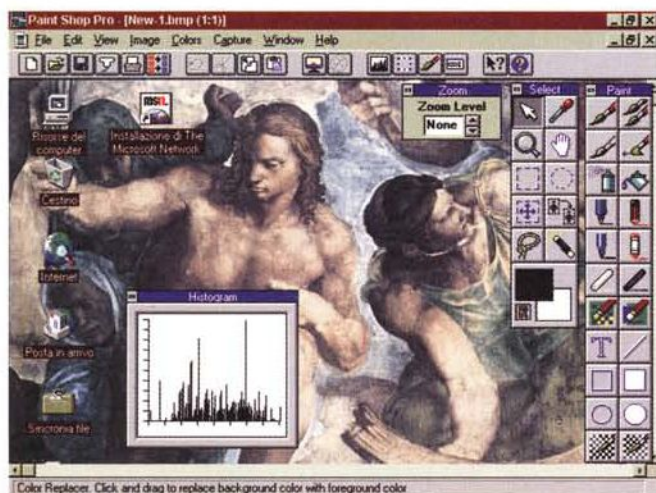 Paint Shop Pro - [New-1.bmp (1:1)]
File Edit View Image Colors Capture Window Help
Zoom
Zoom Level
None
Select
Paint
Risorse del
computer
msn
Installazione di The
Microsoft Network
Cestino
Internet
Posta in arrivo
Sincronia file
Histogram
T
Color Replacer. Click and drag to replace background color with foreground color